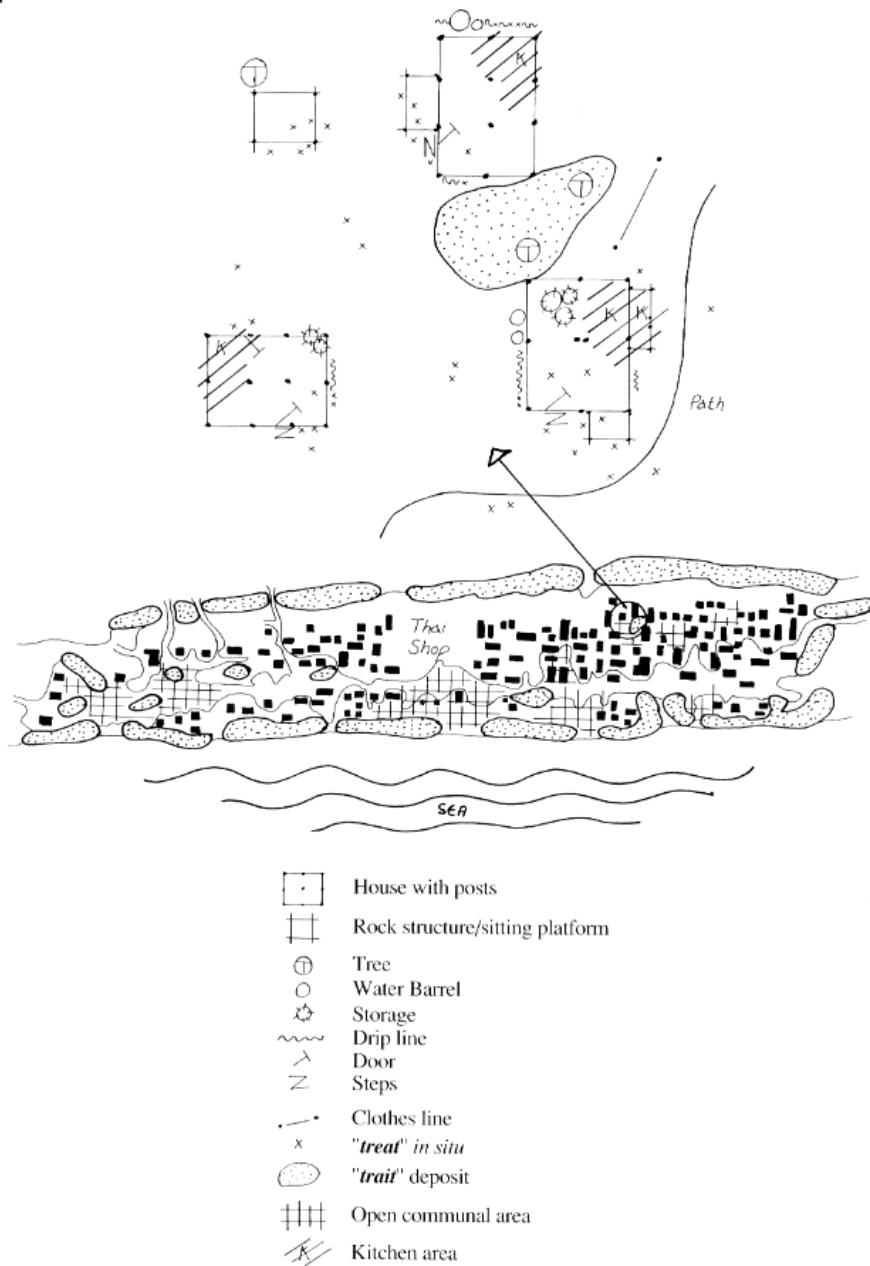 T
K
N
T
T
K
K
K
Path
Thai
Shop
SEA
House with posts
Rock structure/sitting platform
T
Tree
Water Barrel
Storage
Drip line
Door
Steps
Clothes line
x "treat" in situ
"trait" deposit
Open communal area
K
Kitchen area